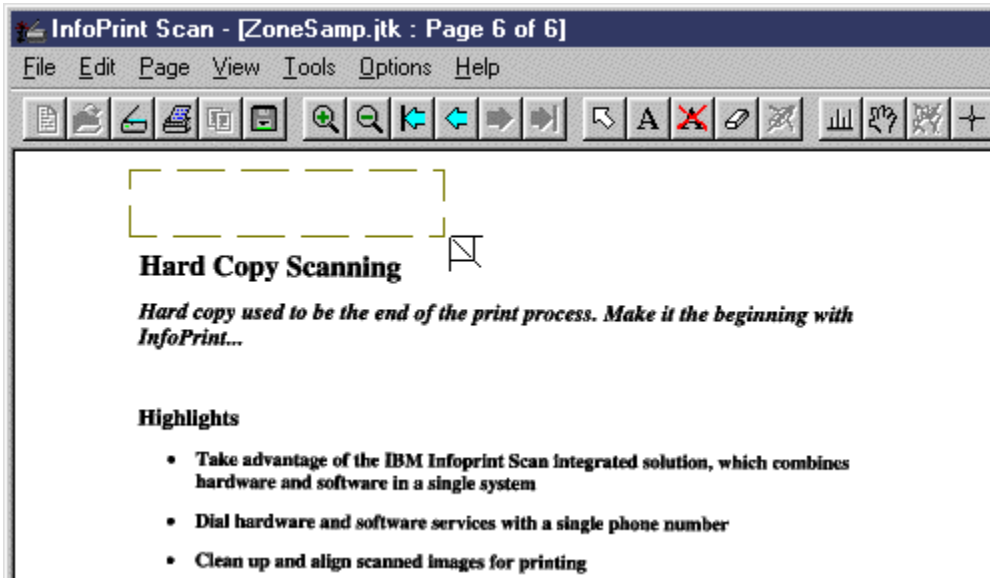 InfoPrint Scan - [ZoneSamp.jtk : Page 6 of 6]
File Edit Page View Tools Options Help
A A
Hard Copy Scanning
Hard copy used to be the end of the print process. Make it the beginning with
InfoPrint...
Highlights
• Take advantage of the IBM Infoprint Scan integrated solution, which combines
hardware and software in a single system
• Dial hardware and software services with a single phone number
• Clean up and align scanned images for printing